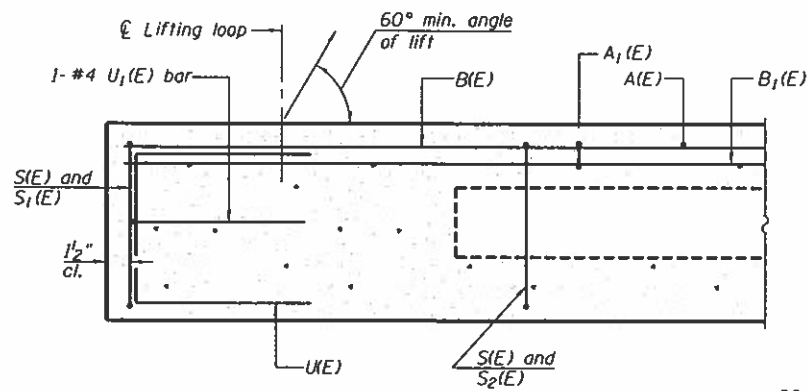 ℄ Lifting loop
60° min. angle
of lift
1- #4 U₁(E) bar
B(E)
A₁(E)
A(E)
B₁(E)
S(E) and
S₁(E)
1½"
cl.
U(E)
S(E) and
S₂(E)